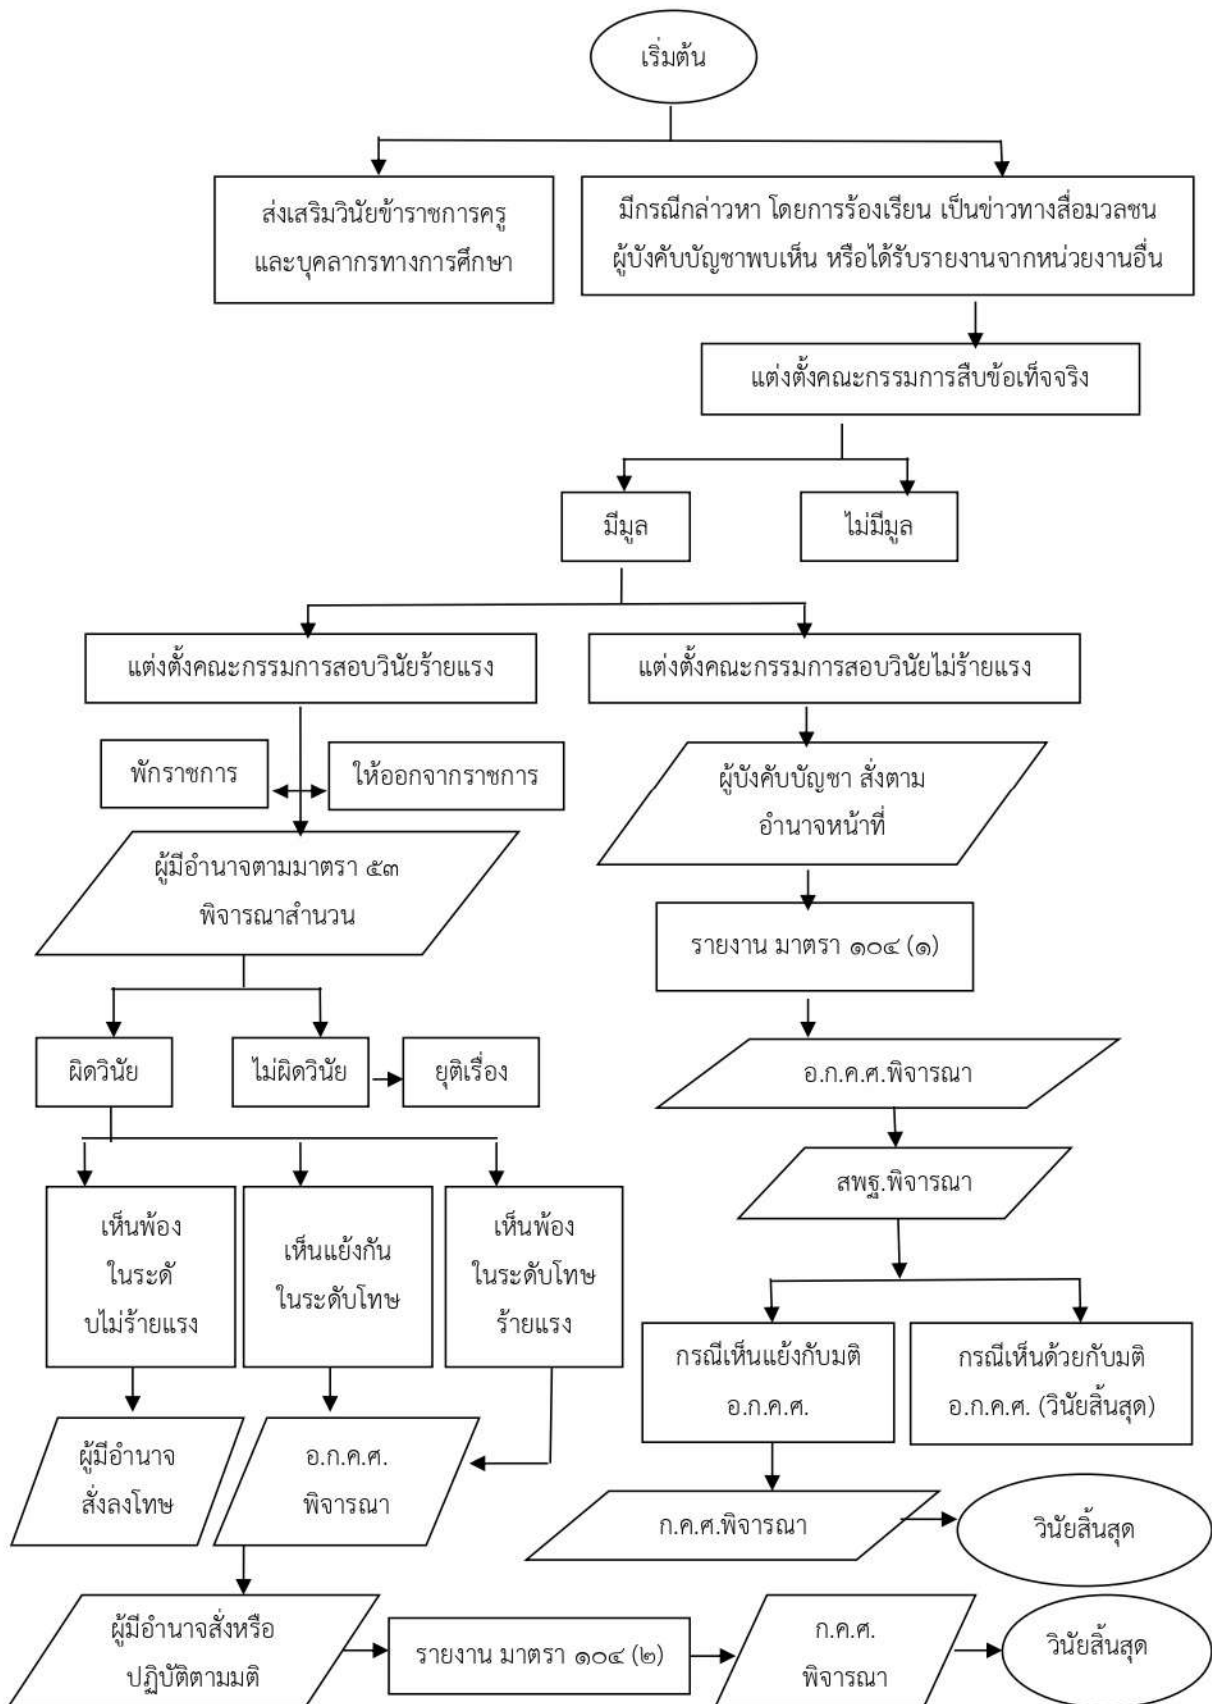 เริ่มต้น
ส่งเสริมวินัยข้าราชการครู
และบุคลากรทางการศึกษา
มีกรณีกล่าวหา โดยการร้องเรียน เป็นข่าวทางสื่อมวลชน
ผู้บังคับบัญชาพบเห็น หรือได้รับรายงานจากหน่วยงานอื่น
แต่งตั้งคณะกรรมการสืบข้อเท็จจริง
มีมูล
ไม่มีมูล
แต่งตั้งคณะกรรมการสอบวินัยร้ายแรง
แต่งตั้งคณะกรรมการสอบวินัยไม่ร้ายแรง
พักราชการ
ให้ออกจากราชการ
ผู้บังคับบัญชา สั่งตาม
อำนาจหน้าที่
ผู้มีอำนาจตามมาตรา ๕๓
พิจารณาสำนวน
รายงาน มาตรา ๑๐๔ (๑)
ผิดวินัย
ไม่ผิดวินัย
ยุติเรื่อง
อ.ก.ค.ศ.พิจารณา
สพฐ.พิจารณา
เห็นพ้อง
ในระดั
บไม่ร้ายแรง
เห็นแย้งกัน
ในระดับโทษ
เห็นพ้อง
ในระดับโทษ
ร้ายแรง
กรณีเห็นแย้งกับมติ
อ.ก.ค.ศ.
กรณีเห็นด้วยกับมติ
อ.ก.ค.ศ. (วินัยสิ้นสุด)
ผู้มีอำนาจ
สั่งลงโทษ
อ.ก.ค.ศ.
พิจารณา
ก.ค.ศ.พิจารณา
วินัยสิ้นสุด
ผู้มีอำนาจสั่งหรือ
ปฏิบัติตามมติ
รายงาน มาตรา ๑๐๔ (๒)
ก.ค.ศ.
พิจารณา
วินัยสิ้นสุด